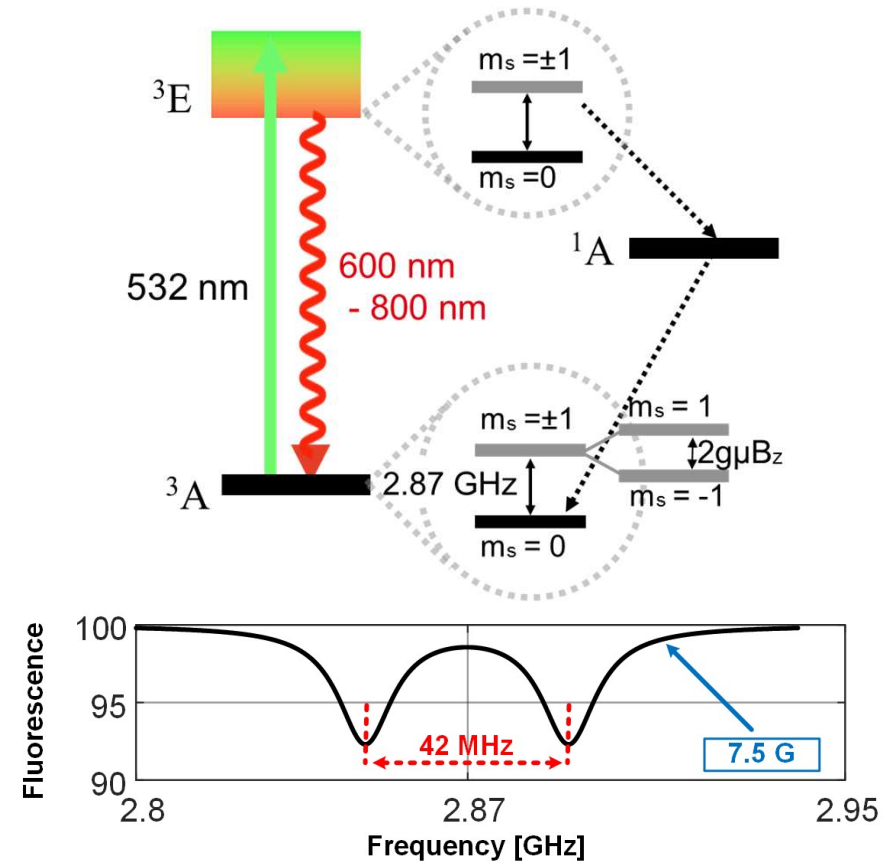 ³E
mₛ =±1
mₛ =0
¹A
532 nm
600 nm
- 800 nm
³A
2.87 GHz
mₛ =±1
mₛ = 0
mₛ = 1
2gμB_z
mₛ = -1
Fluorescence
100
95
90
42 MHz
7.5 G
2.8
2.87
2.95
Frequency [GHz]